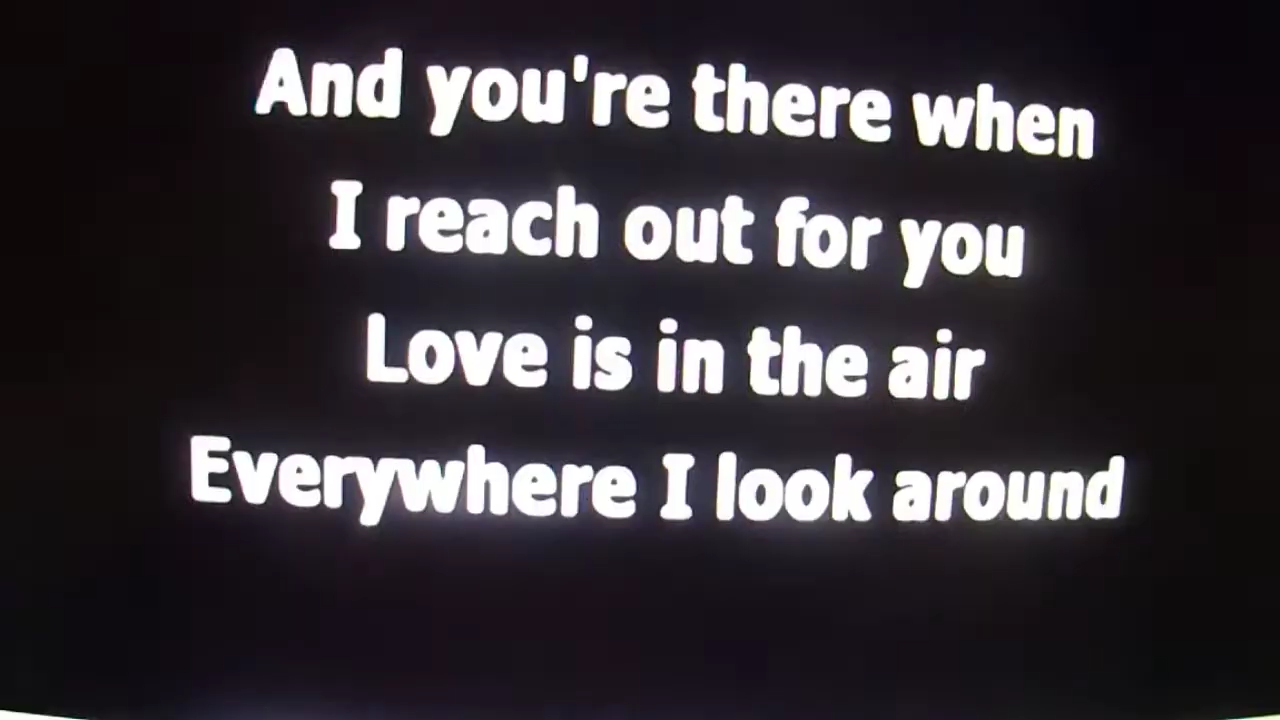 And you're there when
I reach out for you
Love is in the air
Everywhere I look around